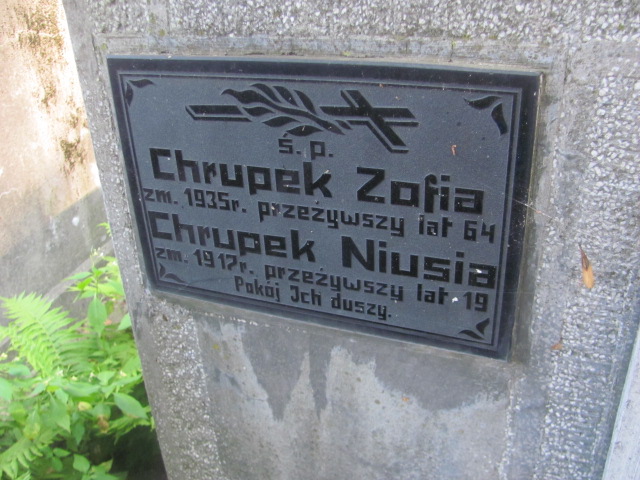 ś. p.
Chrupek Zofia
zm. 1935r. przeżywszy lat 64
Chrupek Niusia
zm. 1917r. przeżywszy lat 19
Pokój Ich duszy.